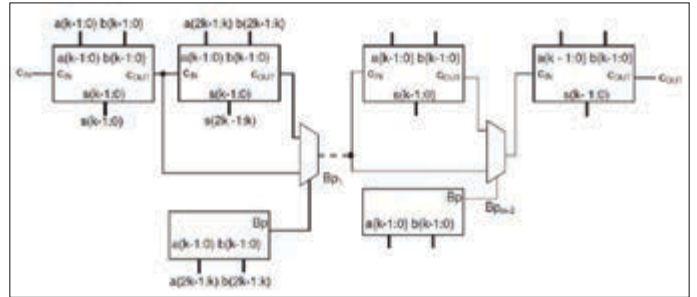 a(k-1:0) b(k-1:0)
a(2k-1:k) b(2k-1:k)
a(k-1:0) b(k-1:0)
a(k-1:0) b(k-1:0)
a(k-1:0) b(k-1:0)
a(k - 1:0) b(k-1:0)
cIN
cIN
cOUT
cIN
cOUT
cIN
cOUT
cIN
cOUT
cOUT
s(k-1:0)
s(k-1:0)
s(k-1:0)
s(k- 1:0)
s(k-1:0)
s(2k -1:k)
Bp1
Bp
Bp
Bpm-2
a(k-1:0) b(k-1:0)
a(k-1:0) b(k-1:0)
a(2k-1:k) b(2k-1:k)